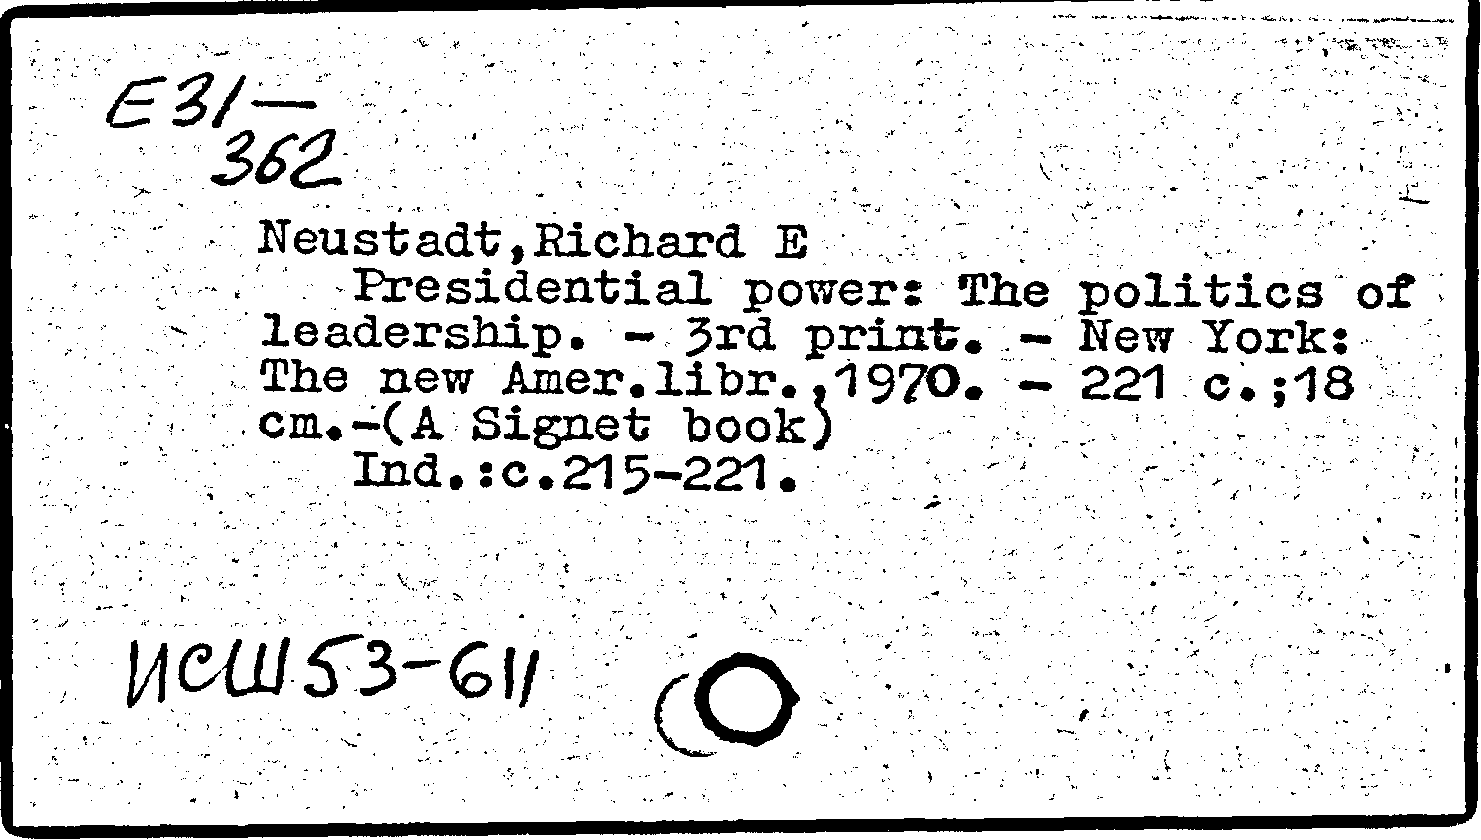 E31-
362
Neustadt,Richard E
Presidential power: The politics of
leadership. - 3rd print. - New York:
The new Amer.libr.,1970. - 221 c.;18
cm.-(A Signet book)
Ind.:c.215-221.
ИСШ53-611